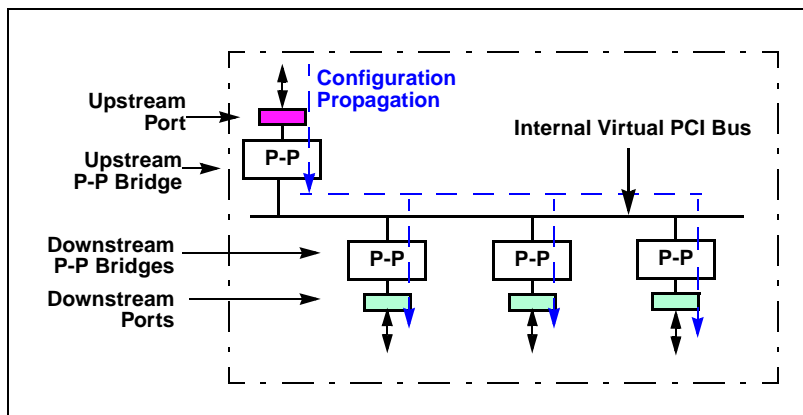 Configuration
Propagation
Upstream
Port
Internal Virtual PCI Bus
P-P
Upstream
P-P Bridge
Downstream
P-P Bridges
P-P
P-P
P-P
Downstream
Ports